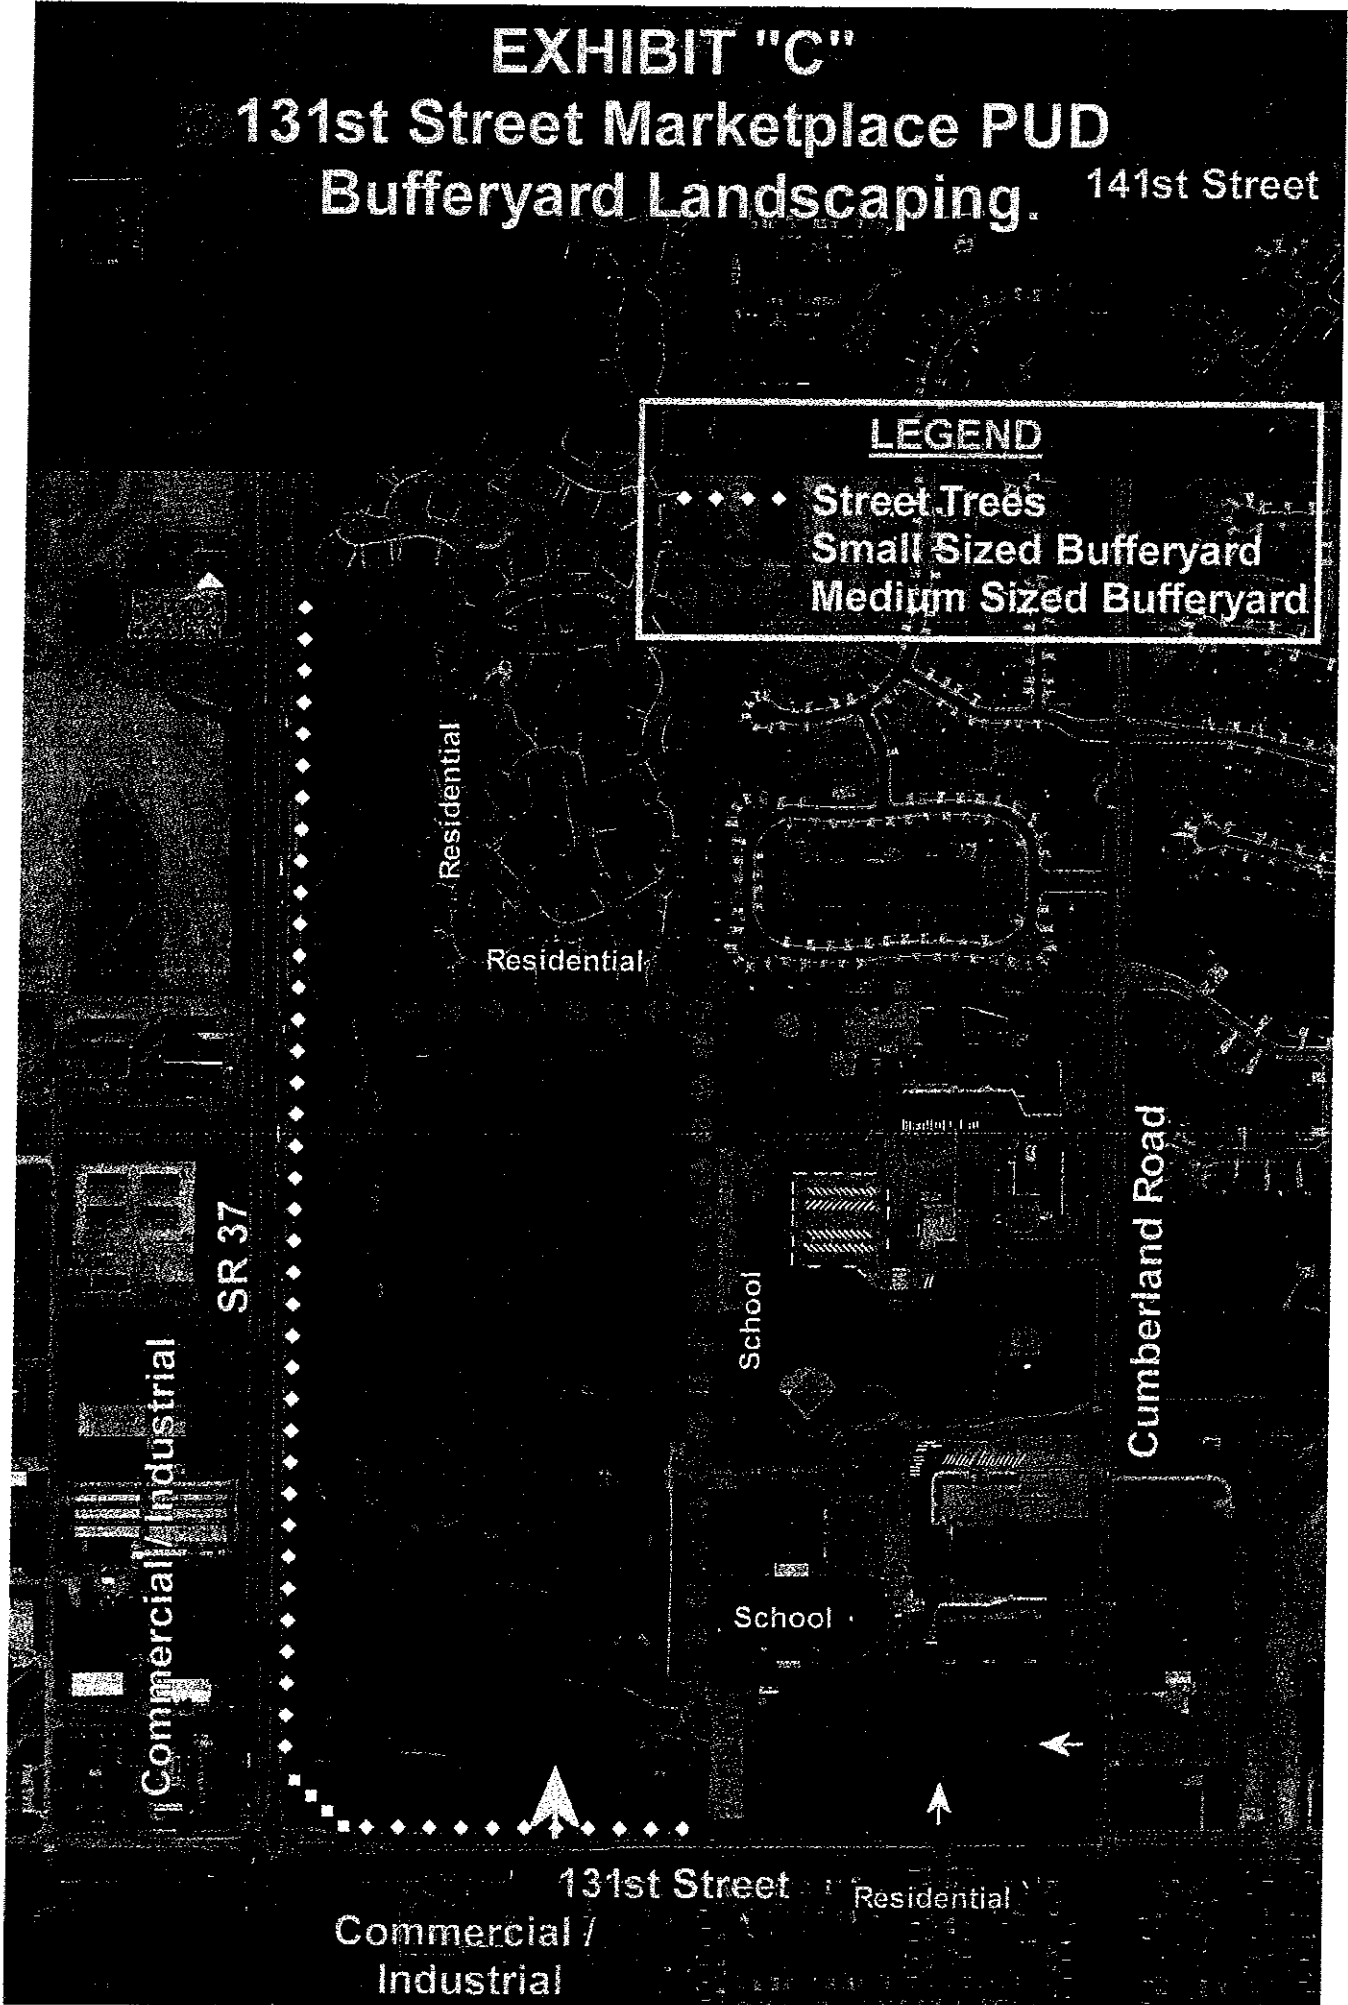 EXHIBIT "C"
131st Street Marketplace PUD
Bufferyard Landscaping.
141st Street
LEGEND
Street Trees
Small Sized Bufferyard
Medium Sized Bufferyard
Residential
Residential
SR 37
Commercial / Industrial
School
Cumberland Road
School
131st Street
Residential
Commercial /
Industrial